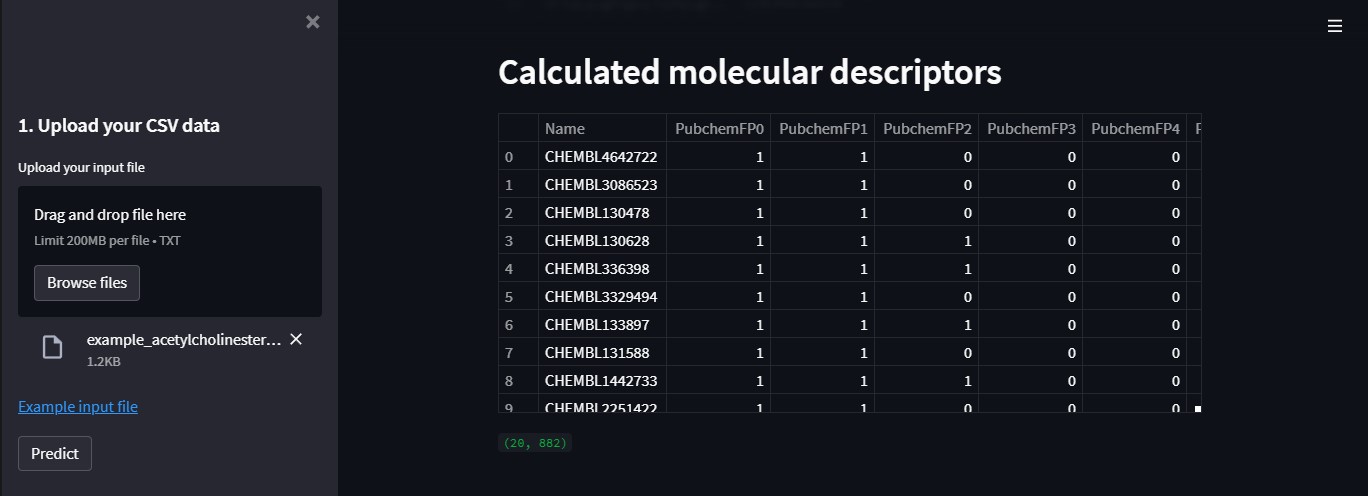 1. Upload your CSV data
Upload your input file
Drag and drop file here
Limit 200MB per file • TXT
Browse files
example_acetylcholinester...
1.2KB
Example input file
Predict
Calculated molecular descriptors
Name PubchemFP0 PubchemFP1 PubchemFP2 PubchemFP3 PubchemFP4
0 CHEMBL4642722 1 1 0 0 0
1 CHEMBL3086523 1 1 0 0 0
2 CHEMBL130478 1 1 0 0 0
3 CHEMBL130628 1 1 1 0 0
4 CHEMBL336398 1 1 1 0 0
5 CHEMBL3329494 1 1 0 0 0
6 CHEMBL133897 1 1 1 0 0
7 CHEMBL131588 1 1 0 0 0
8 CHEMBL1442733 1 1 1 0 0
9 CHEMBL2251422 1 1 0 0 0
(20, 882)